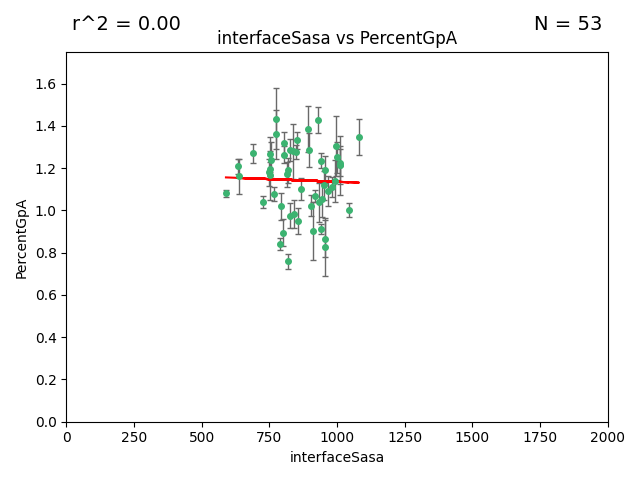 r^2 = 0.00
N = 53
interfaceSasa vs PercentGpA
PercentGpA
1.6
1.4
1.2
1.0
0.8
0.6
0.4
0.2
0.0
0 250 500 750 1000 1250 1500 1750 2000
interfaceSasa